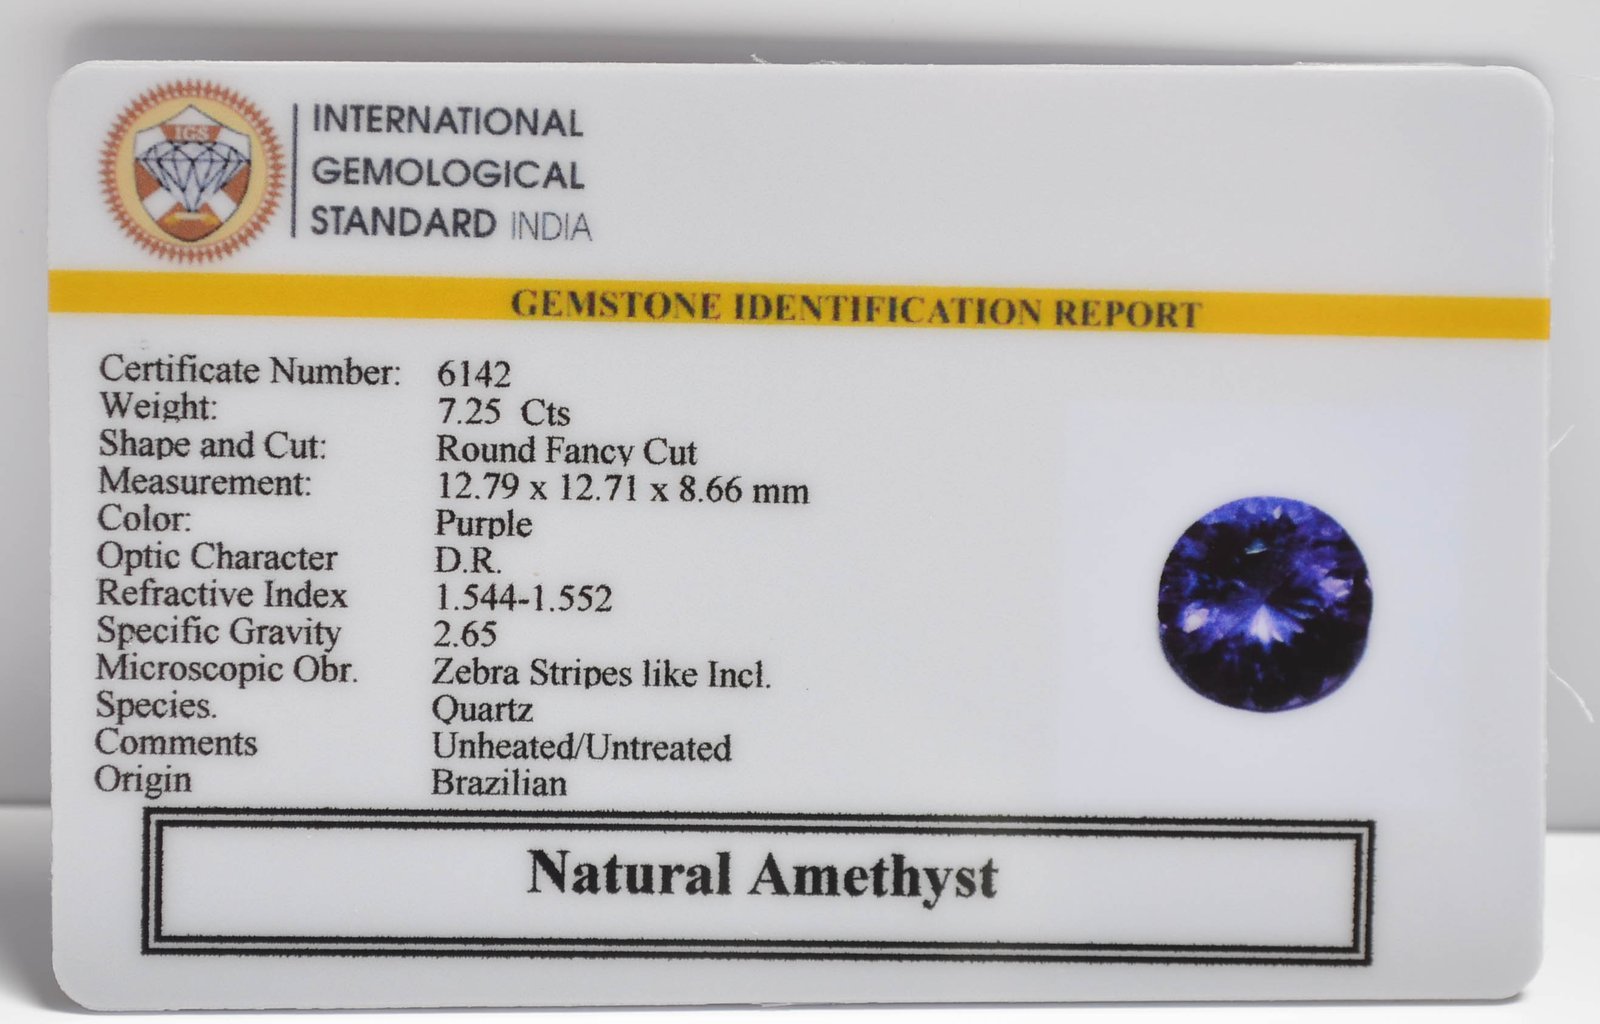 IGS
INTERNATIONAL
GEMOLOGICAL
STANDARD INDIA
GEMSTONE IDENTIFICATION REPORT
Certificate Number: 6142
Weight: 7.25 Cts
Shape and Cut: Round Fancy Cut
Measurement: 12.79 x 12.71 x 8.66 mm
Color: Purple
Optic Character D.R.
Refractive Index 1.544-1.552
Specific Gravity 2.65
Microscopic Obr. Zebra Stripes like Incl.
Species. Quartz
Comments Unheated/Untreated
Origin Brazilian
Natural Amethyst